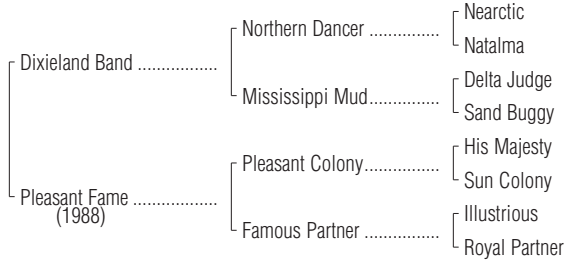 Nearctic
Northern Dancer ...............
Natalma
Dixieland Band .................
Delta Judge
Mississippi Mud...............
Sand Buggy
His Majesty
Pleasant Colony................
Sun Colony
Pleasant Fame ..................
(1988)
Illustrious
Famous Partner ................
Royal Partner